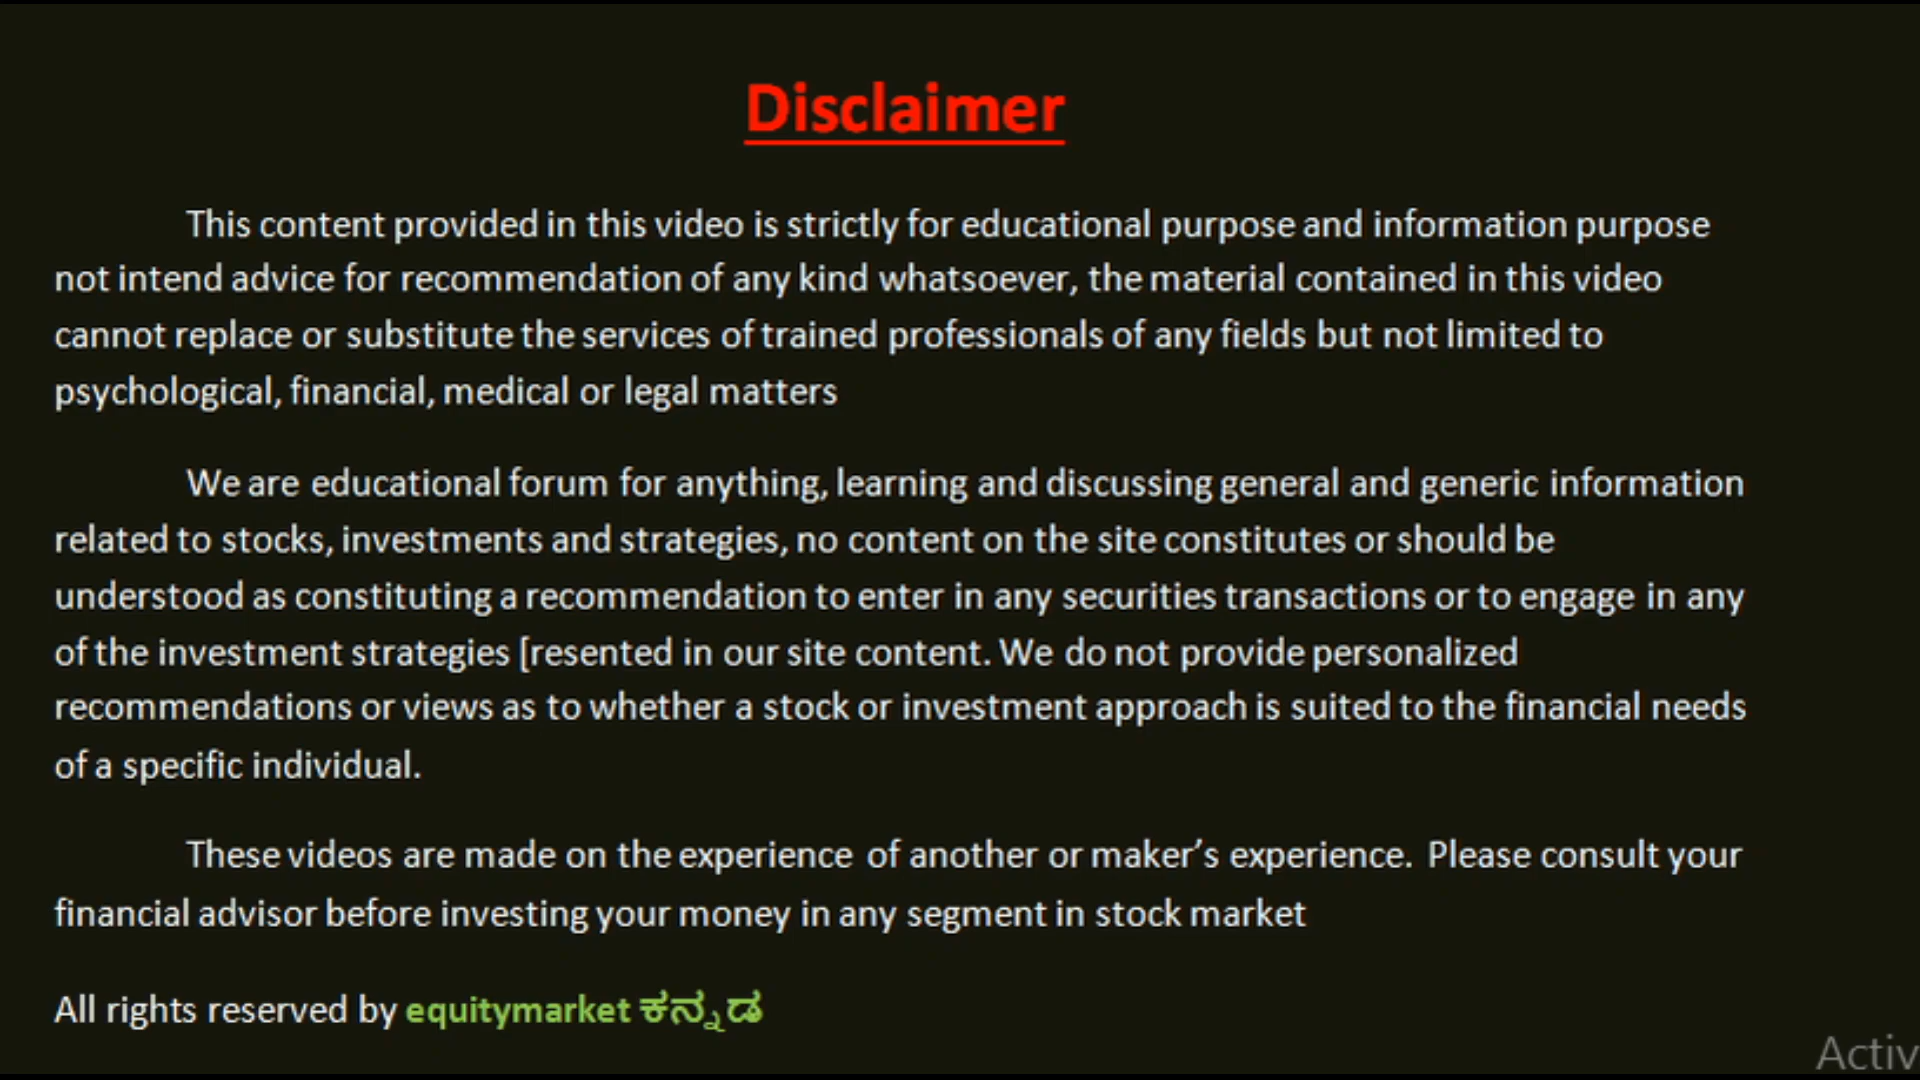 Disclaimer
This content provided in this video is strictly for educational purpose and information purpose
not intend advice for recommendation of any kind whatsoever, the material contained in this video
cannot replace or substitute the services of trained professionals of any fields but not limited to
psychological, financial, medical or legal matters
We are educational forum for anything, learning and discussing general and generic information
related to stocks, investments and strategies, no content on the site constitutes or should be
understood as constituting a recommendation to enter in any securities transactions or to engage in any
of the investment strategies [resented in our site content. We do not provide personalized
recommendations or views as to whether a stock or investment approach is suited to the financial needs
of a specific individual.
These videos are made on the experience of another or maker’s experience. Please consult your
financial advisor before investing your money in any segment in stock market
All rights reserved by equitymarket ಕನ್ನಡ
Activ